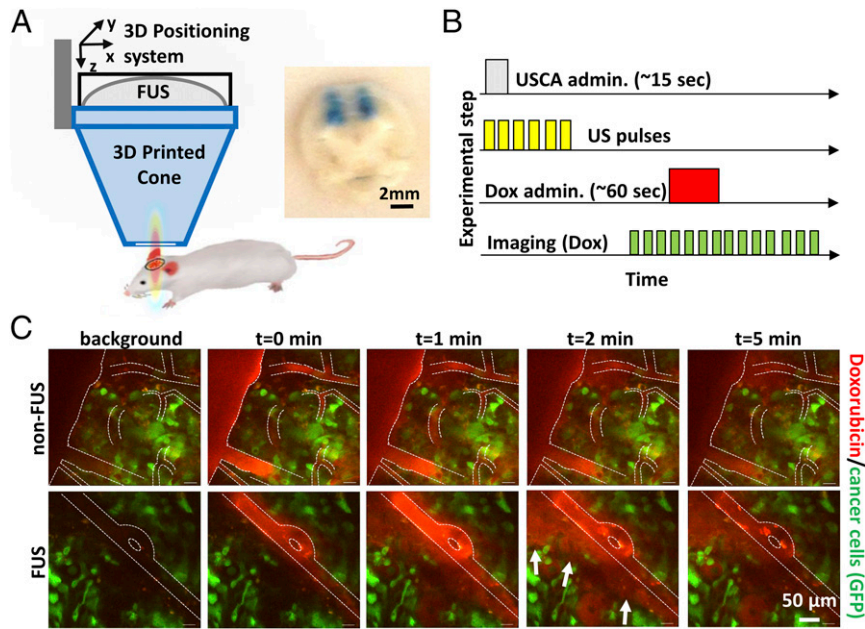 A
y
3D Positioning
x
system
z
FUS
3D Printed
Cone
2mm
B
Experimental step
USCA admin. (~15 sec)
US pulses
Dox admin. (~60 sec)
Imaging (Dox)
Time
C
background
t=0 min
t=1 min
t=2 min
t=5 min
non-FUS
FUS
50 μm
Doxorubicin/cancer cells (GFP)